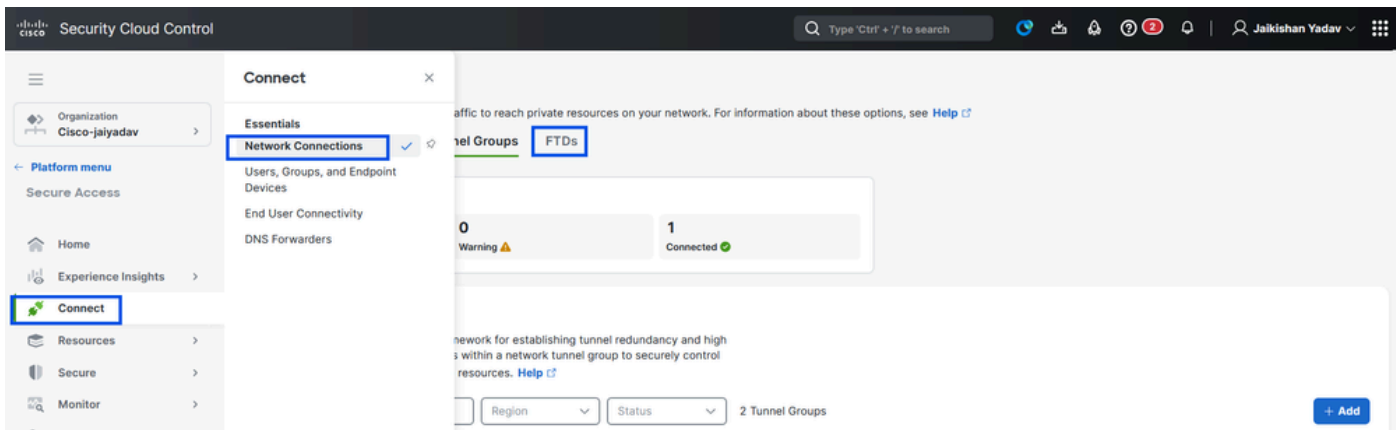 cisco
Security Cloud Control
Type 'Ctrl' + '/' to search
2
Jaikishan Yadav
Organization
Cisco-jaiyadav
Platform menu
Secure Access
Home
Experience Insights
Connect
Resources
Secure
Monitor
Connect
Essentials
Network Connections
Users, Groups, and Endpoint
Devices
End User Connectivity
DNS Forwarders
affic to reach private resources on your network. For information about these options, see Help
nel Groups
FTDs
0
Warning
1
Connected
nework for establishing tunnel redundancy and high
s within a network tunnel group to securely control
resources. Help
Region
Status
2 Tunnel Groups
+ Add